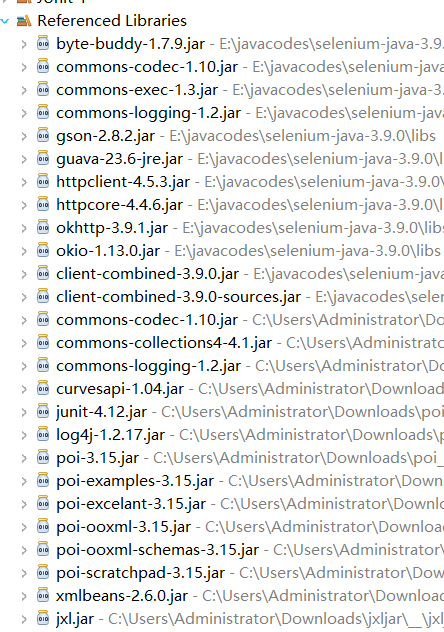 Referenced Libraries
byte-buddy-1.7.9.jar - E:\javacodes\selenium-java-3.9.
commons-codec-1.10.jar - E:\javacodes\selenium-java
commons-exec-1.3.jar - E:\javacodes\selenium-java-3.9
commons-logging-1.2.jar - E:\javacodes\selenium-java
gson-2.8.2.jar - E:\javacodes\selenium-java-3.9.0\libs
guava-23.6-jre.jar - E:\javacodes\selenium-java-3.9.0\l
httpclient-4.5.3.jar - E:\javacodes\selenium-java-3.9.0\
httpcore-4.4.6.jar - E:\javacodes\selenium-java-3.9.0\l
okhttp-3.9.1.jar - E:\javacodes\selenium-java-3.9.0\libs
okio-1.13.0.jar - E:\javacodes\selenium-java-3.9.0\libs
client-combined-3.9.0.jar - E:\javacodes\selenium-java
client-combined-3.9.0-sources.jar - E:\javacodes\selen
commons-codec-1.10.jar - C:\Users\Administrator\Do
commons-collections4-4.1.jar - C:\Users\Administrator
commons-logging-1.2.jar - C:\Users\Administrator\Do
curvesapi-1.04.jar - C:\Users\Administrator\Download
junit-4.12.jar - C:\Users\Administrator\Downloads\poi
log4j-1.2.17.jar - C:\Users\Administrator\Downloads\p
poi-3.15.jar - C:\Users\Administrator\Downloads\poi_
poi-examples-3.15.jar - C:\Users\Administrator\Down
poi-excelant-3.15.jar - C:\Users\Administrator\Downl
poi-ooxml-3.15.jar - C:\Users\Administrator\Downloa
poi-ooxml-schemas-3.15.jar - C:\Users\Administrator\
poi-scratchpad-3.15.jar - C:\Users\Administrator\Dow
xmlbeans-2.6.0.jar - C:\Users\Administrator\Downloa
jxl.jar - C:\Users\Administrator\Downloads\jxljar\__\jxl